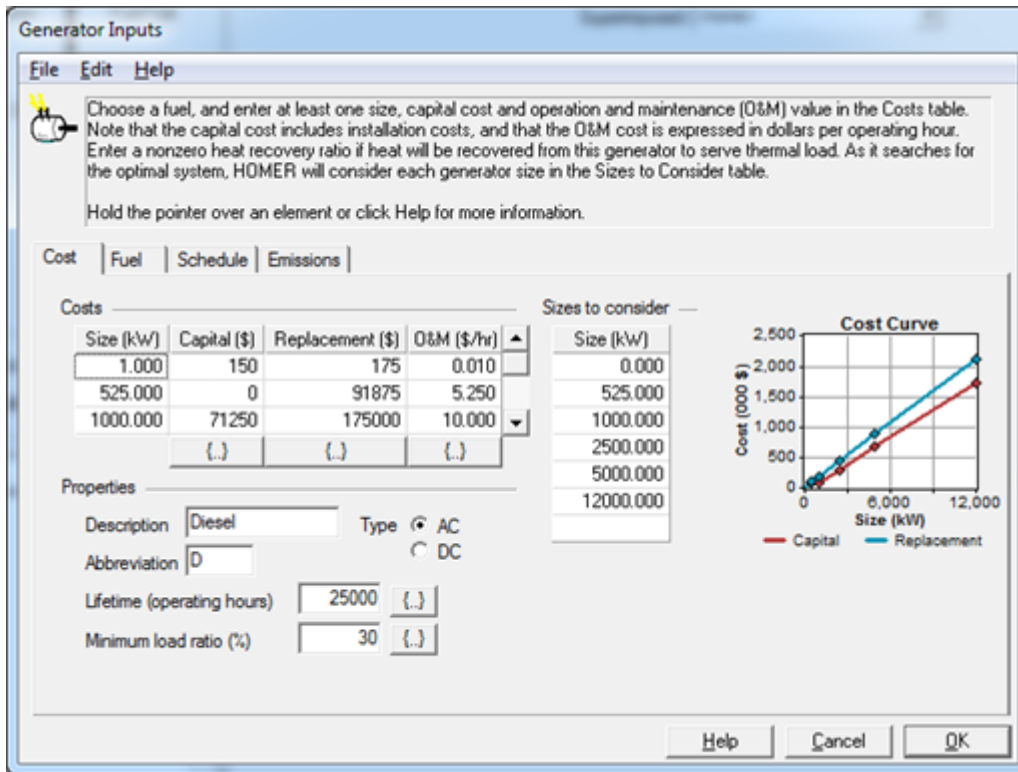 Generator Inputs
File Edit Help
Choose a fuel, and enter at least one size, capital cost and operation and maintenance (O&M) value in the Costs table.
Note that the capital cost includes installation costs, and that the O&M cost is expressed in dollars per operating hour.
Enter a nonzero heat recovery ratio if heat will be recovered from this generator to serve thermal load. As it searches for
the optimal system, HOMER will consider each generator size in the Sizes to Consider table.
Hold the pointer over an element or click Help for more information.
Cost Fuel Schedule Emissions
Costs
Size (kW) Capital ($) Replacement ($) O&M ($/hr)
1.000 150 175 0.010
525.000 0 91875 5.250
1000.000 71250 175000 10.000
{..} {..} {..}
Sizes to consider
Size (kW)
0.000
525.000
1000.000
2500.000
5000.000
12000.000
Cost Curve
Cost (000 $)
2,500
2,000
1,500
1,000
500
0
0 6,000 12,000
Size (kW)
Capital Replacement
Properties
Description Diesel Type AC
DC
Abbreviation D
Lifetime (operating hours) 25000 {..}
Minimum load ratio (%) 30 {..}
Help Cancel OK